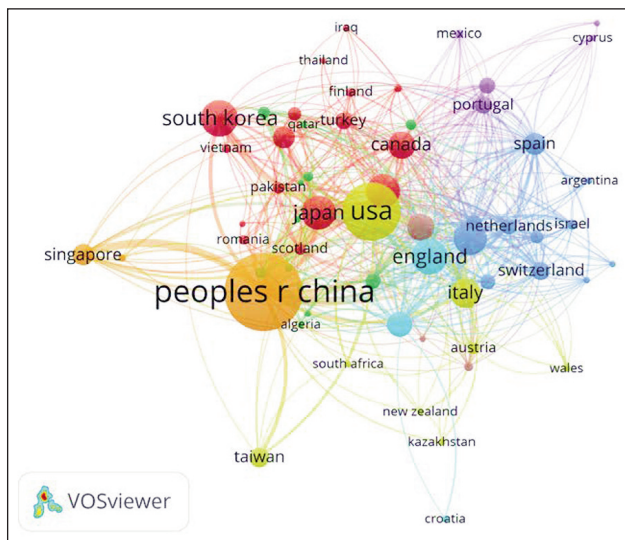 iraq
mexico
cyprus
thailand
finland
portugal
south korea
qatar
turkey
vietnam
canada
spain
pakistan
argentina
japan
usa
netherlands
israel
romania
scotland
singapore
england
switzerland
peoples r china
italy
algeria
austria
south africa
wales
new zealand
kazakhstan
taiwan
VOSviewer
croatia